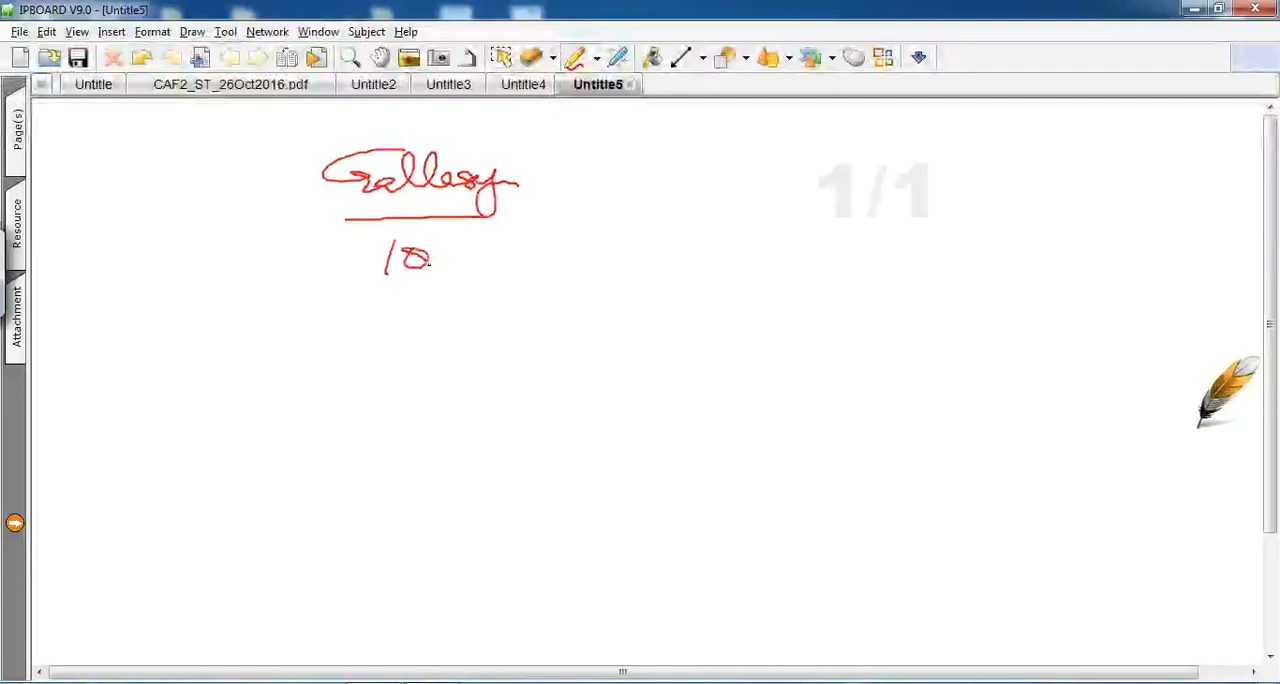 IPBOARD V9.0 - [Untitle5]
File Edit View Insert Format Draw Tool Network Window Subject Help
Untitle CAF2_ST_26Oct2016.pdf Untitle2 Untitle3 Untitle4 Untitle5
Page(s)
Resource
Attachment
1/1
Gallery
10